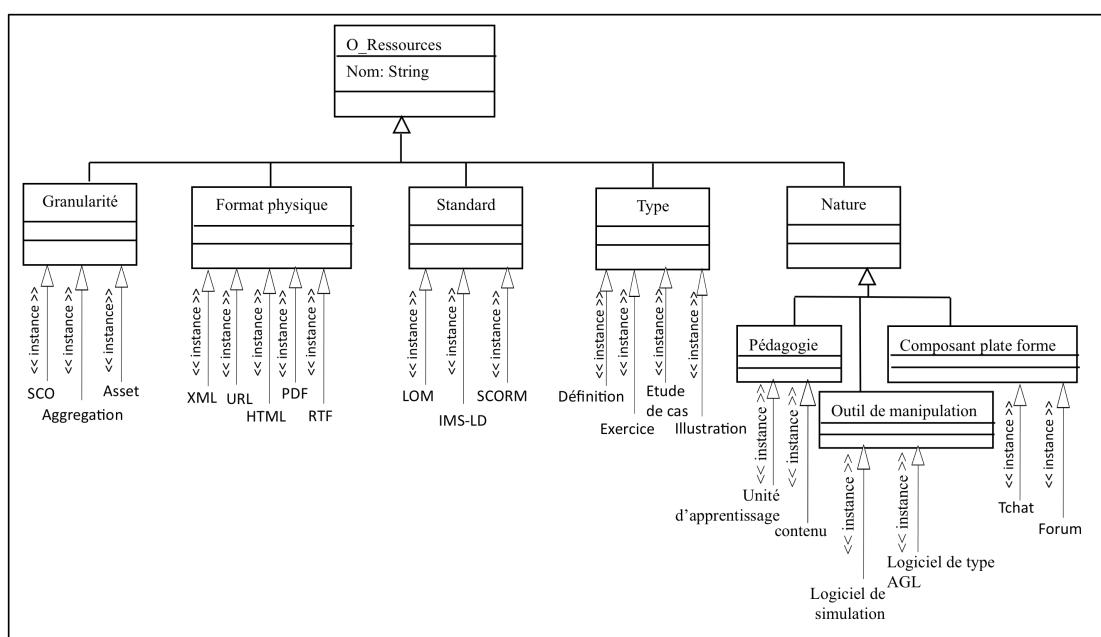 O_Ressources
Nom: String
Granularité
Format physique
Standard
Type
Nature
<< instance >>
<< instance >>
<< instance>>
<< instance >>
<< instance >>
<< instance >>
<< instance >>
<< instance >>
<< instance >>
<< instance >>
<< instance >>
<< instance >>
<< instance >>
<< instance >>
<< instance >>
SCO
Aggregation
Asset
XML
URL
HTML
PDF
RTF
LOM
IMS-LD
SCORM
Définition
Exercice
Etude
de cas
Illustration
Pédagogie
Composant plate forme
Outil de manipulation
<< instance >>
<< instance >>
<< instance >>
<< instance >>
<< instance >>
<< instance >>
Unité
d’apprentissage
contenu
Tchat
Forum
Logiciel de type
AGL
Logiciel de
simulation